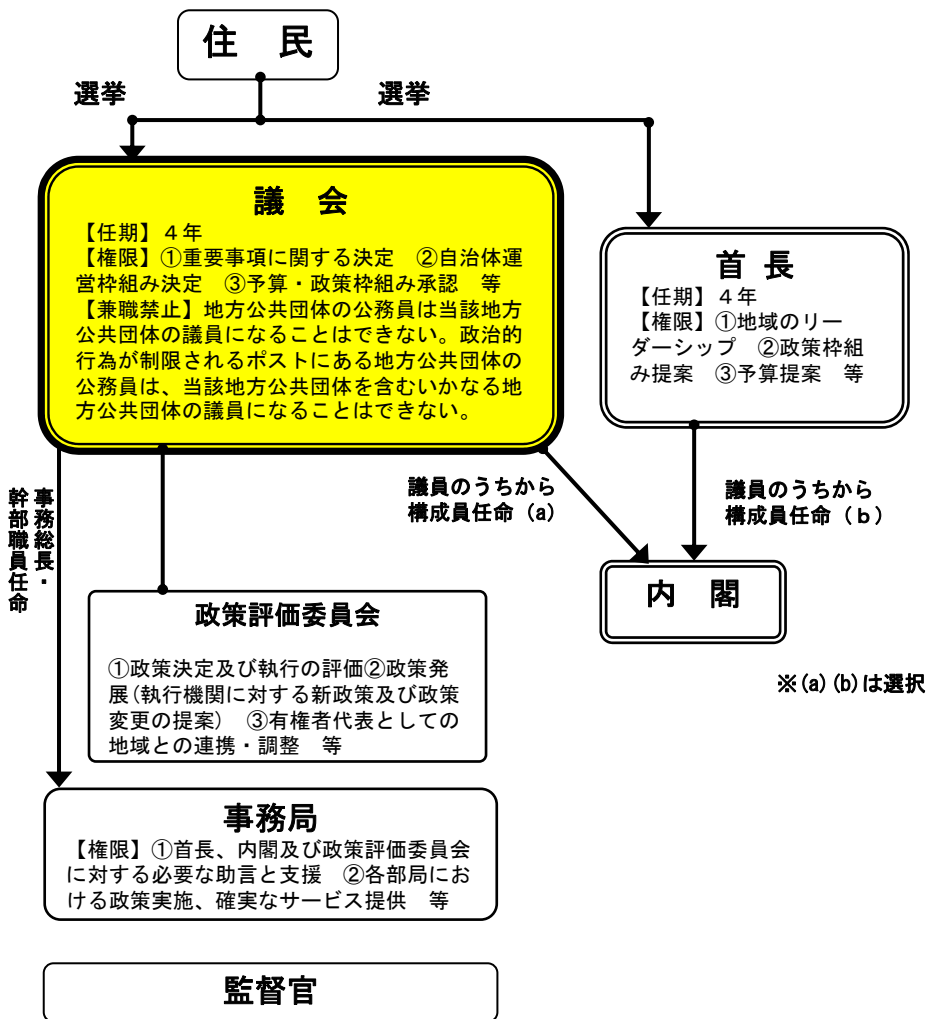 住　民
選挙
選挙
議　会
【任期】４年
【権限】①重要事項に関する決定　②自治体運
営枠組み決定　③予算・政策枠組み承認　等
【兼職禁止】地方公共団体の公務員は当該地方
公共団体の議員になることはできない。政治的
行為が制限されるポストにある地方公共団体の
公務員は、当該地方公共団体を含むいかなる地
方公共団体の議員になることはできない。
首 長
【任期】４年
【権限】①地域のリー
ダーシップ　②政策枠組
み提案　③予算提案　等
事務総長・
幹部職員任命
議員のうちから
構成員任命（a）
議員のうちから
構成員任命（ｂ）
内　閣
※(a)(b)は選択
政策評価委員会
①政策決定及び執行の評価②政策発
展(執行機関に対する新政策及び政策
変更の提案)　③有権者代表としての
地域との連携・調整　等
事務局
【権限】①首長、内閣及び政策評価委員会
に対する必要な助言と支援　②各部局にお
ける政策実施、確実なサービス提供　等
監督官